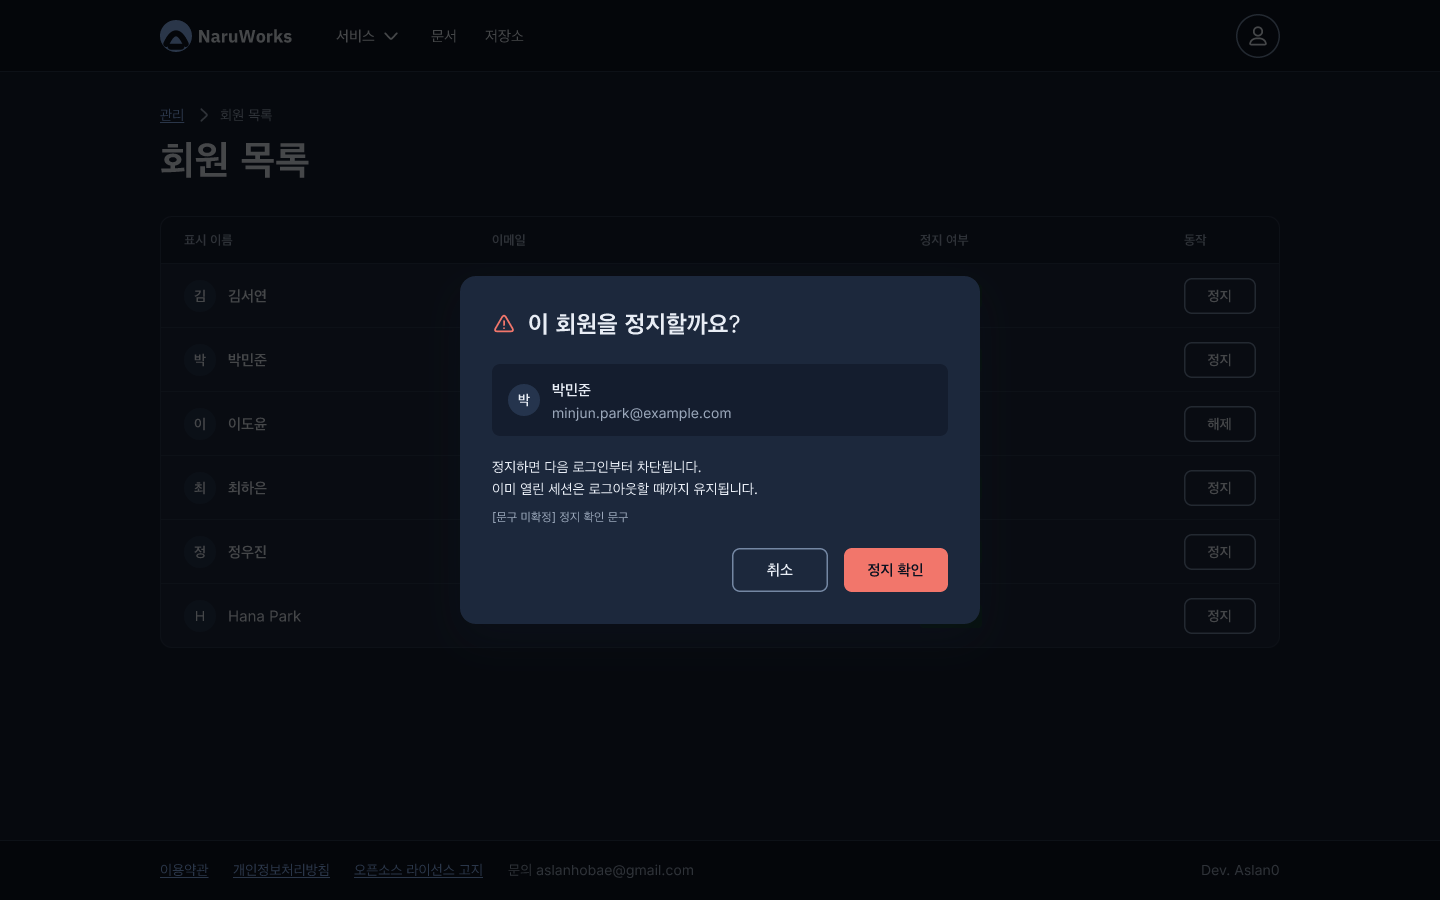 NaruWorks
서비스
문서
저장소
관리
회원 목록
회원 목록
표시 이름
이메일
정지 여부
동작
김
김서연
정지
박
박민준
정지
이
이도윤
해제
최
최하은
정지
정
정우진
정지
H
Hana Park
정지
이 회원을 정지할까요?
박
박민준
minjun.park@example.com
정지하면 다음 로그인부터 차단됩니다.
이미 열린 세션은 로그아웃할 때까지 유지됩니다.
[문구 미확정] 정지 확인 문구
취소
정지 확인
이용약관
개인정보처리방침
오픈소스 라이선스 고지
문의 aslanhobae@gmail.com
Dev. Aslan0